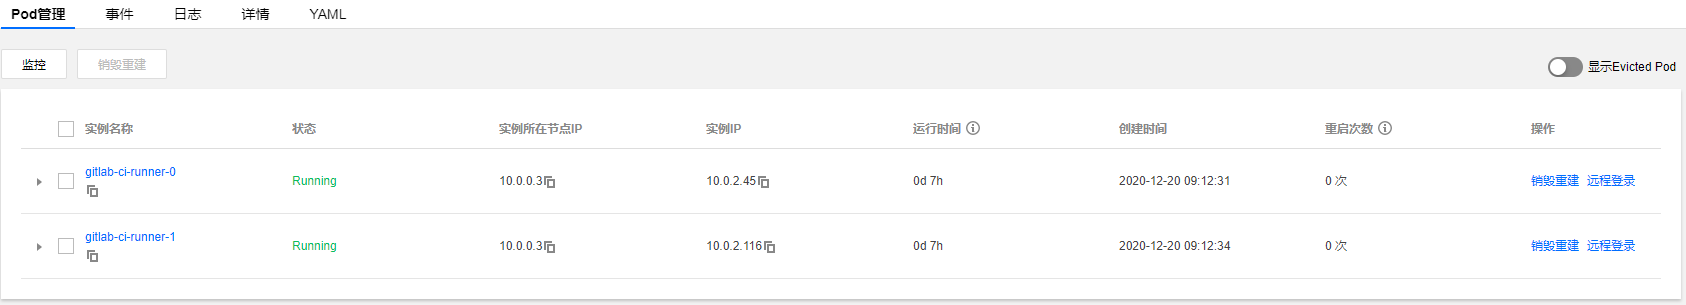 Pod管理 事件 日志 详情 YAML
监控 销毁重建 显示Evicted Pod
实例名称 状态 实例所在节点IP 实例IP 运行时间 创建时间 重启次数 操作
gitlab-ci-runner-0 Running 10.0.0.3 10.0.2.45 0d 7h 2020-12-20 09:12:31 0 次 销毁重建 远程登录
gitlab-ci-runner-1 Running 10.0.0.3 10.0.2.116 0d 7h 2020-12-20 09:12:34 0 次 销毁重建 远程登录